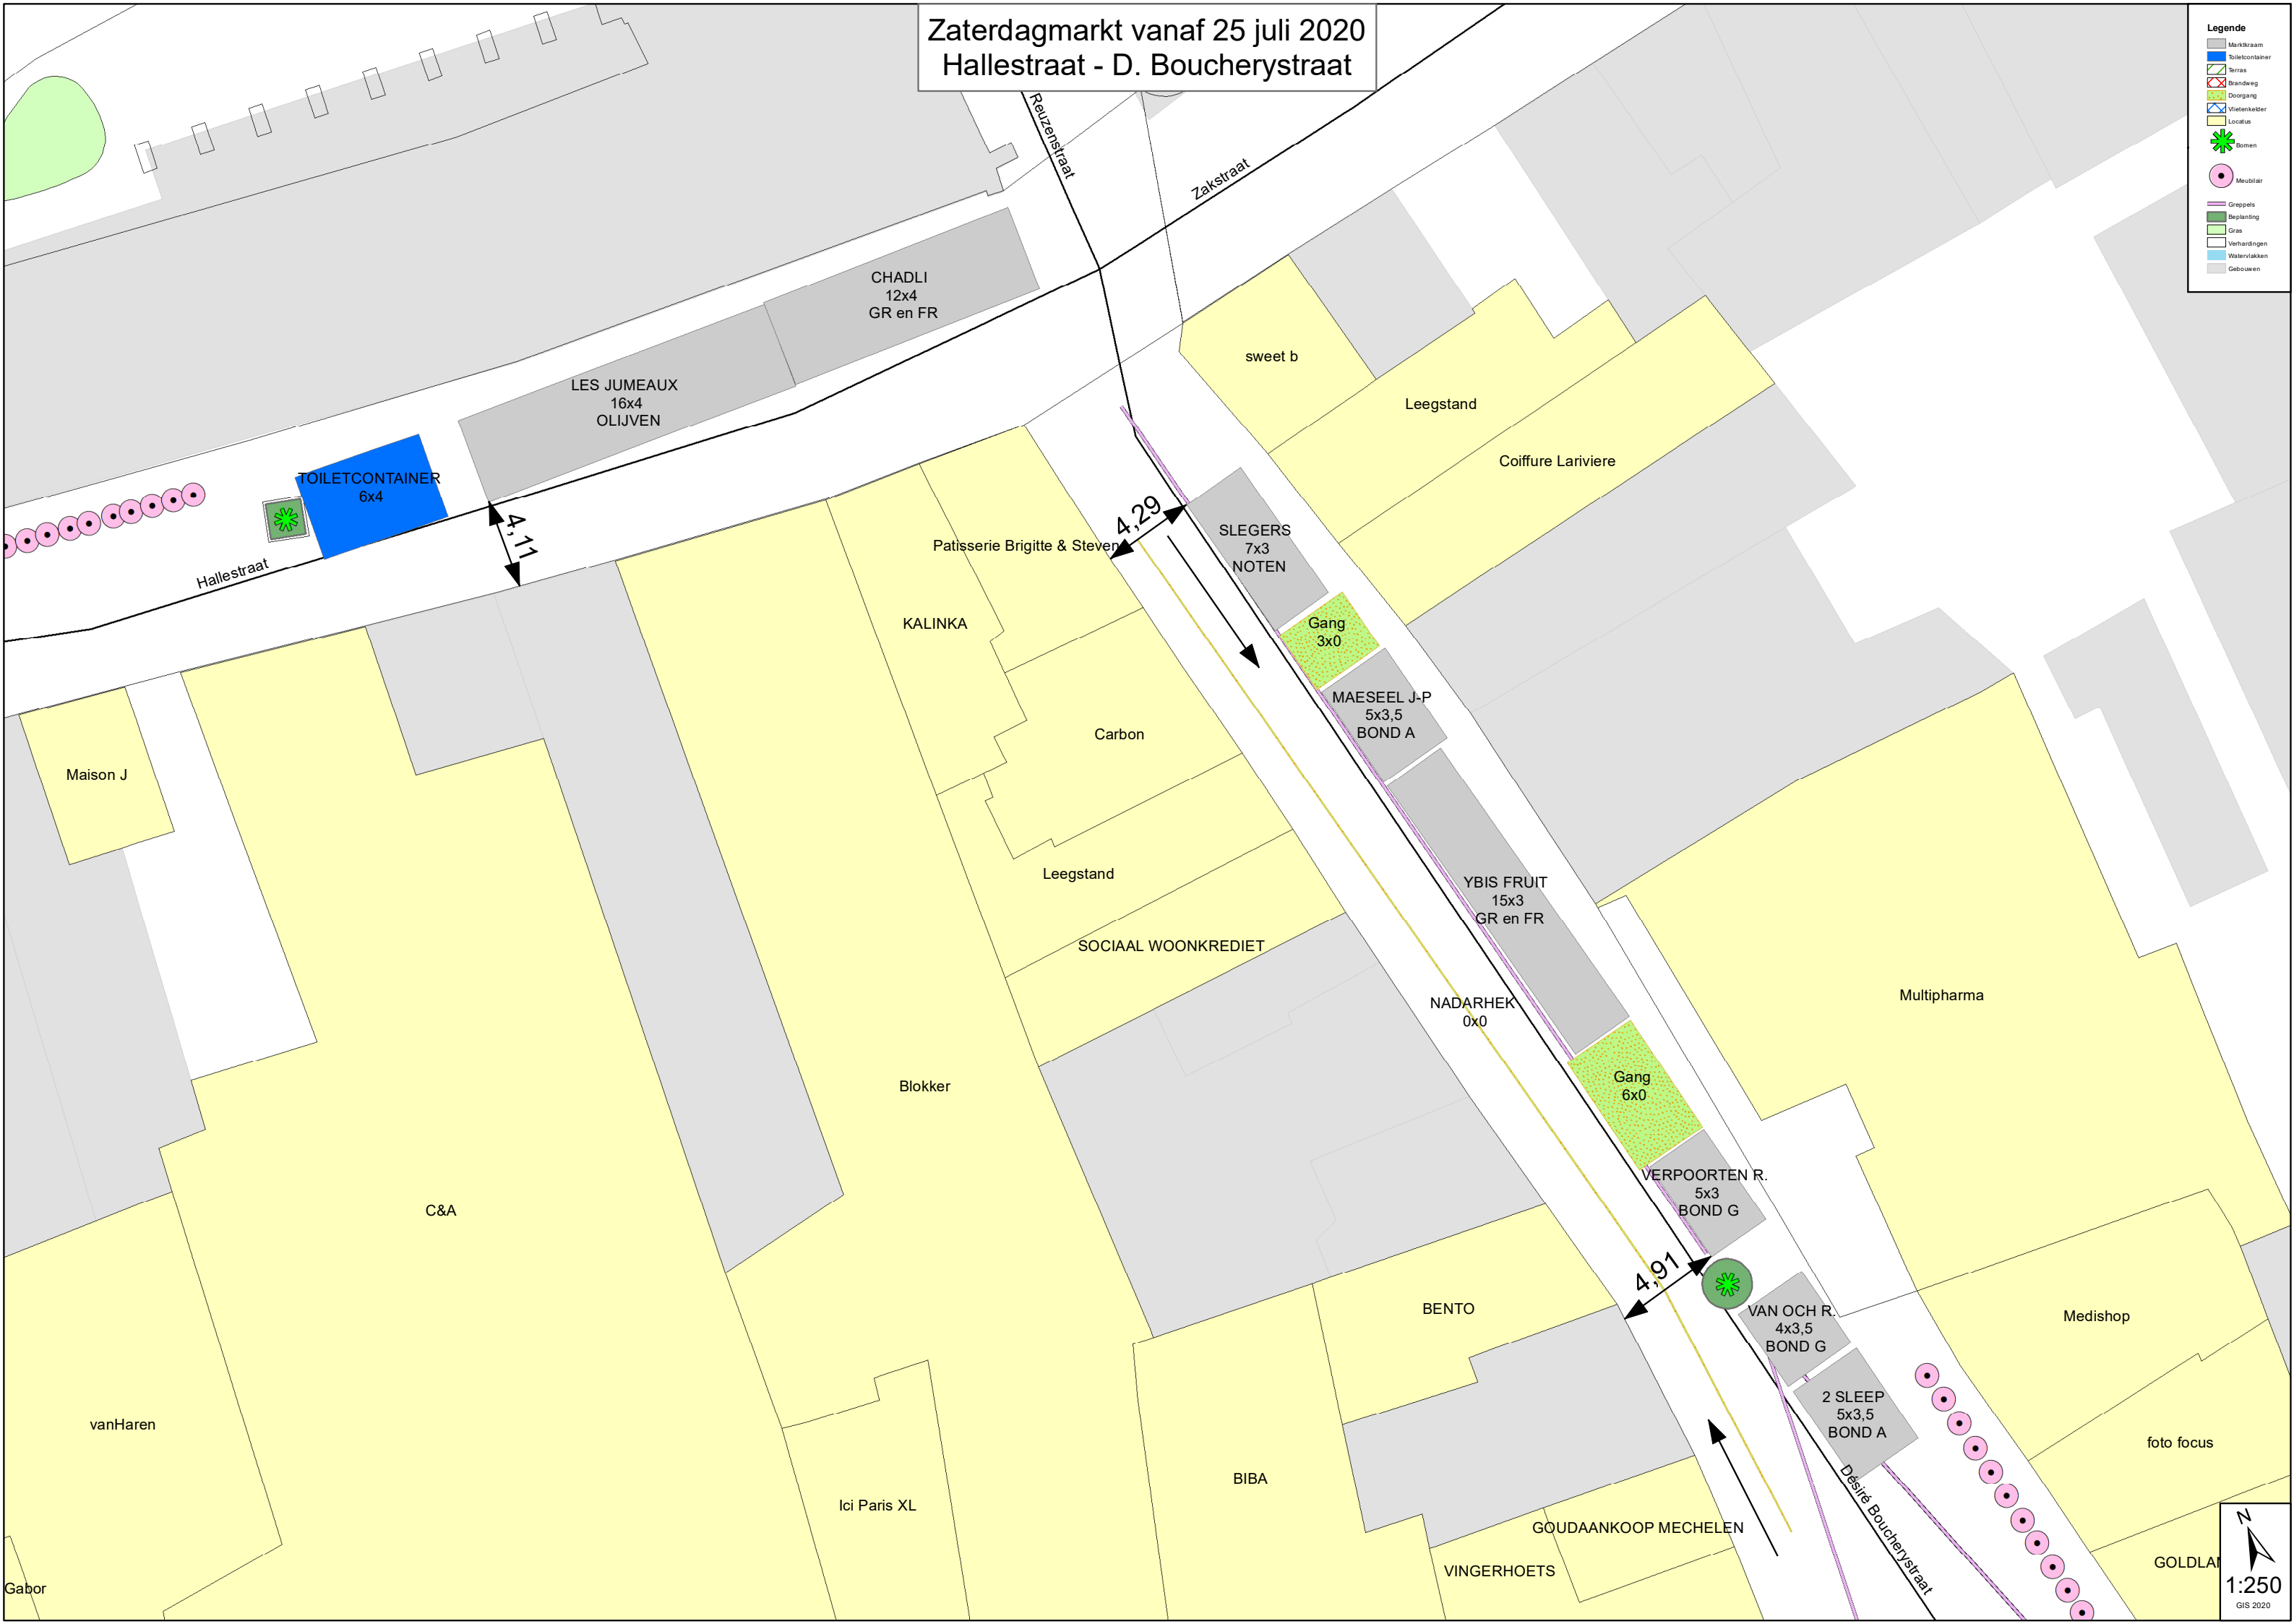 Zaterdagmarkt vanaf 25 juli 2020
Hallestraat - D. Boucherystraat
Legende
Marktkraam
Toiletcontainer
Terras
Brandweg
Doorgang
Vlietenkelder
Locatus
Bomen
Meubilair
Greppels
Beplanting
Gras
Verhardingen
Watervlakken
Gebouwen
Reuzenstraat
Zakstraat
CHADLI
12x4
GR en FR
LES JUMEAUX
16x4
OLIJVEN
TOILETCONTAINER
6x4
Hallestraat
4,11
sweet b
Leegstand
Coiffure Lariviere
4,29
SLEGERS
7x3
NOTEN
Patisserie Brigitte & Steven
KALINKA
Gang
3x0
MAESEEL J-P
5x3,5
BOND A
Carbon
Maison J
Leegstand
YBIS FRUIT
15x3
GR en FR
SOCIAAL WOONKREDIET
NADARHEK
0x0
Multipharma
Blokker
Gang
6x0
VERPOORTEN R.
5x3
BOND G
C&A
4,91
BENTO
VAN OCH R.
4x3,5
BOND G
Medishop
2 SLEEP
5x3,5
BOND A
vanHaren
foto focus
BIBA
Ici Paris XL
GOUDAANKOOP MECHELEN
VINGERHOETS
Désiré Boucherystraat
GOLDLAN
Gabor
N
1:250
GIS 2020